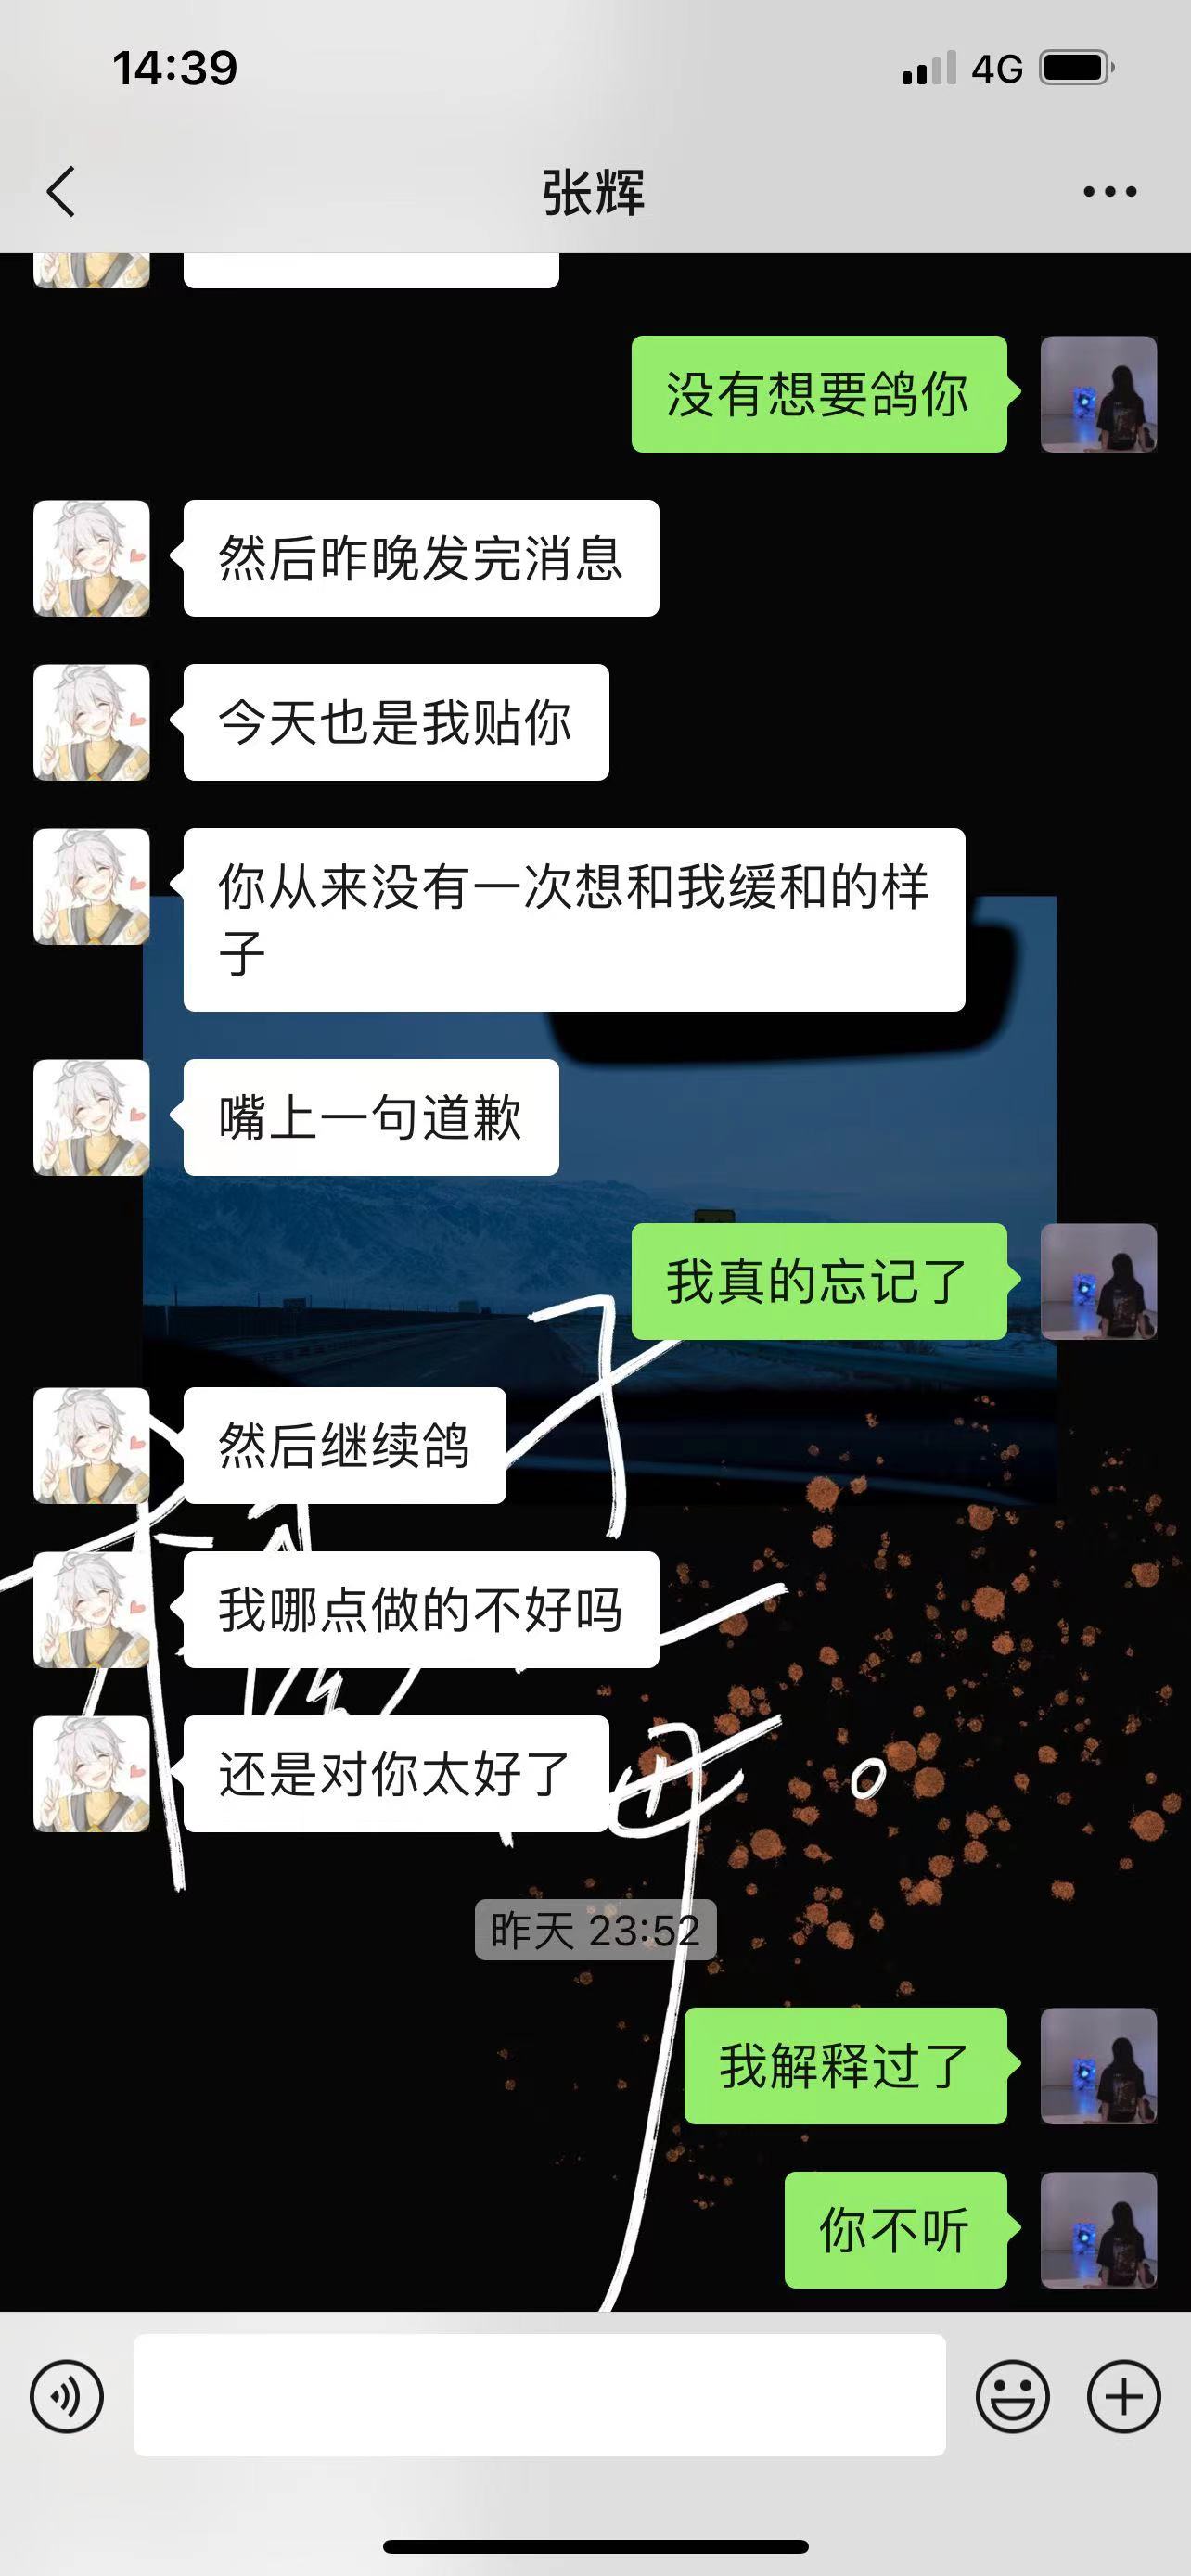 14:39
4G
张辉
没有想要鸽你
然后昨晚发完消息
今天也是我贴你
你从来没有一次想和我缓和的样
子
嘴上一句道歉
我真的忘记了
然后继续鸽
我哪点做的不好吗
还是对你太好了
昨天 23:52
我解释过了
你不听